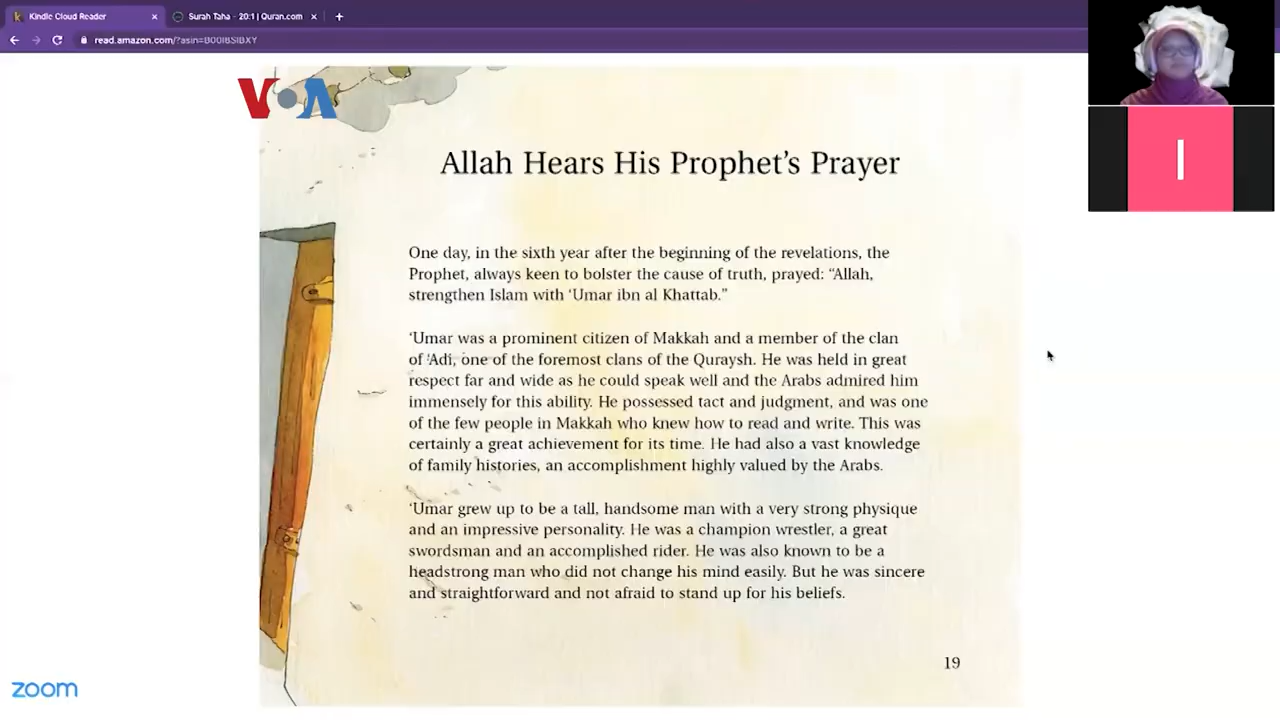 Kindle Cloud Reader
Surah Taha - 20:1 | Quran.com
read.amazon.com/?asin=B00I8SIBXY
VOA
Allah Hears His Prophet's Prayer
One day, in the sixth year after the beginning of the revelations, the
Prophet, always keen to bolster the cause of truth, prayed: “Allah,
strengthen Islam with ‘Umar ibn al Khattab.”
‘Umar was a prominent citizen of Makkah and a member of the clan
of ‘Adi, one of the foremost clans of the Quraysh. He was held in great
respect far and wide as he could speak well and the Arabs admired him
immensely for this ability. He possessed tact and judgment, and was one
of the few people in Makkah who knew how to read and write. This was
certainly a great achievement for its time. He had also a vast knowledge
of family histories, an accomplishment highly valued by the Arabs.
‘Umar grew up to be a tall, handsome man with a very strong physique
and an impressive personality. He was a champion wrestler, a great
swordsman and an accomplished rider. He was also known to be a
headstrong man who did not change his mind easily. But he was sincere
and straightforward and not afraid to stand up for his beliefs.
19
I
zoom